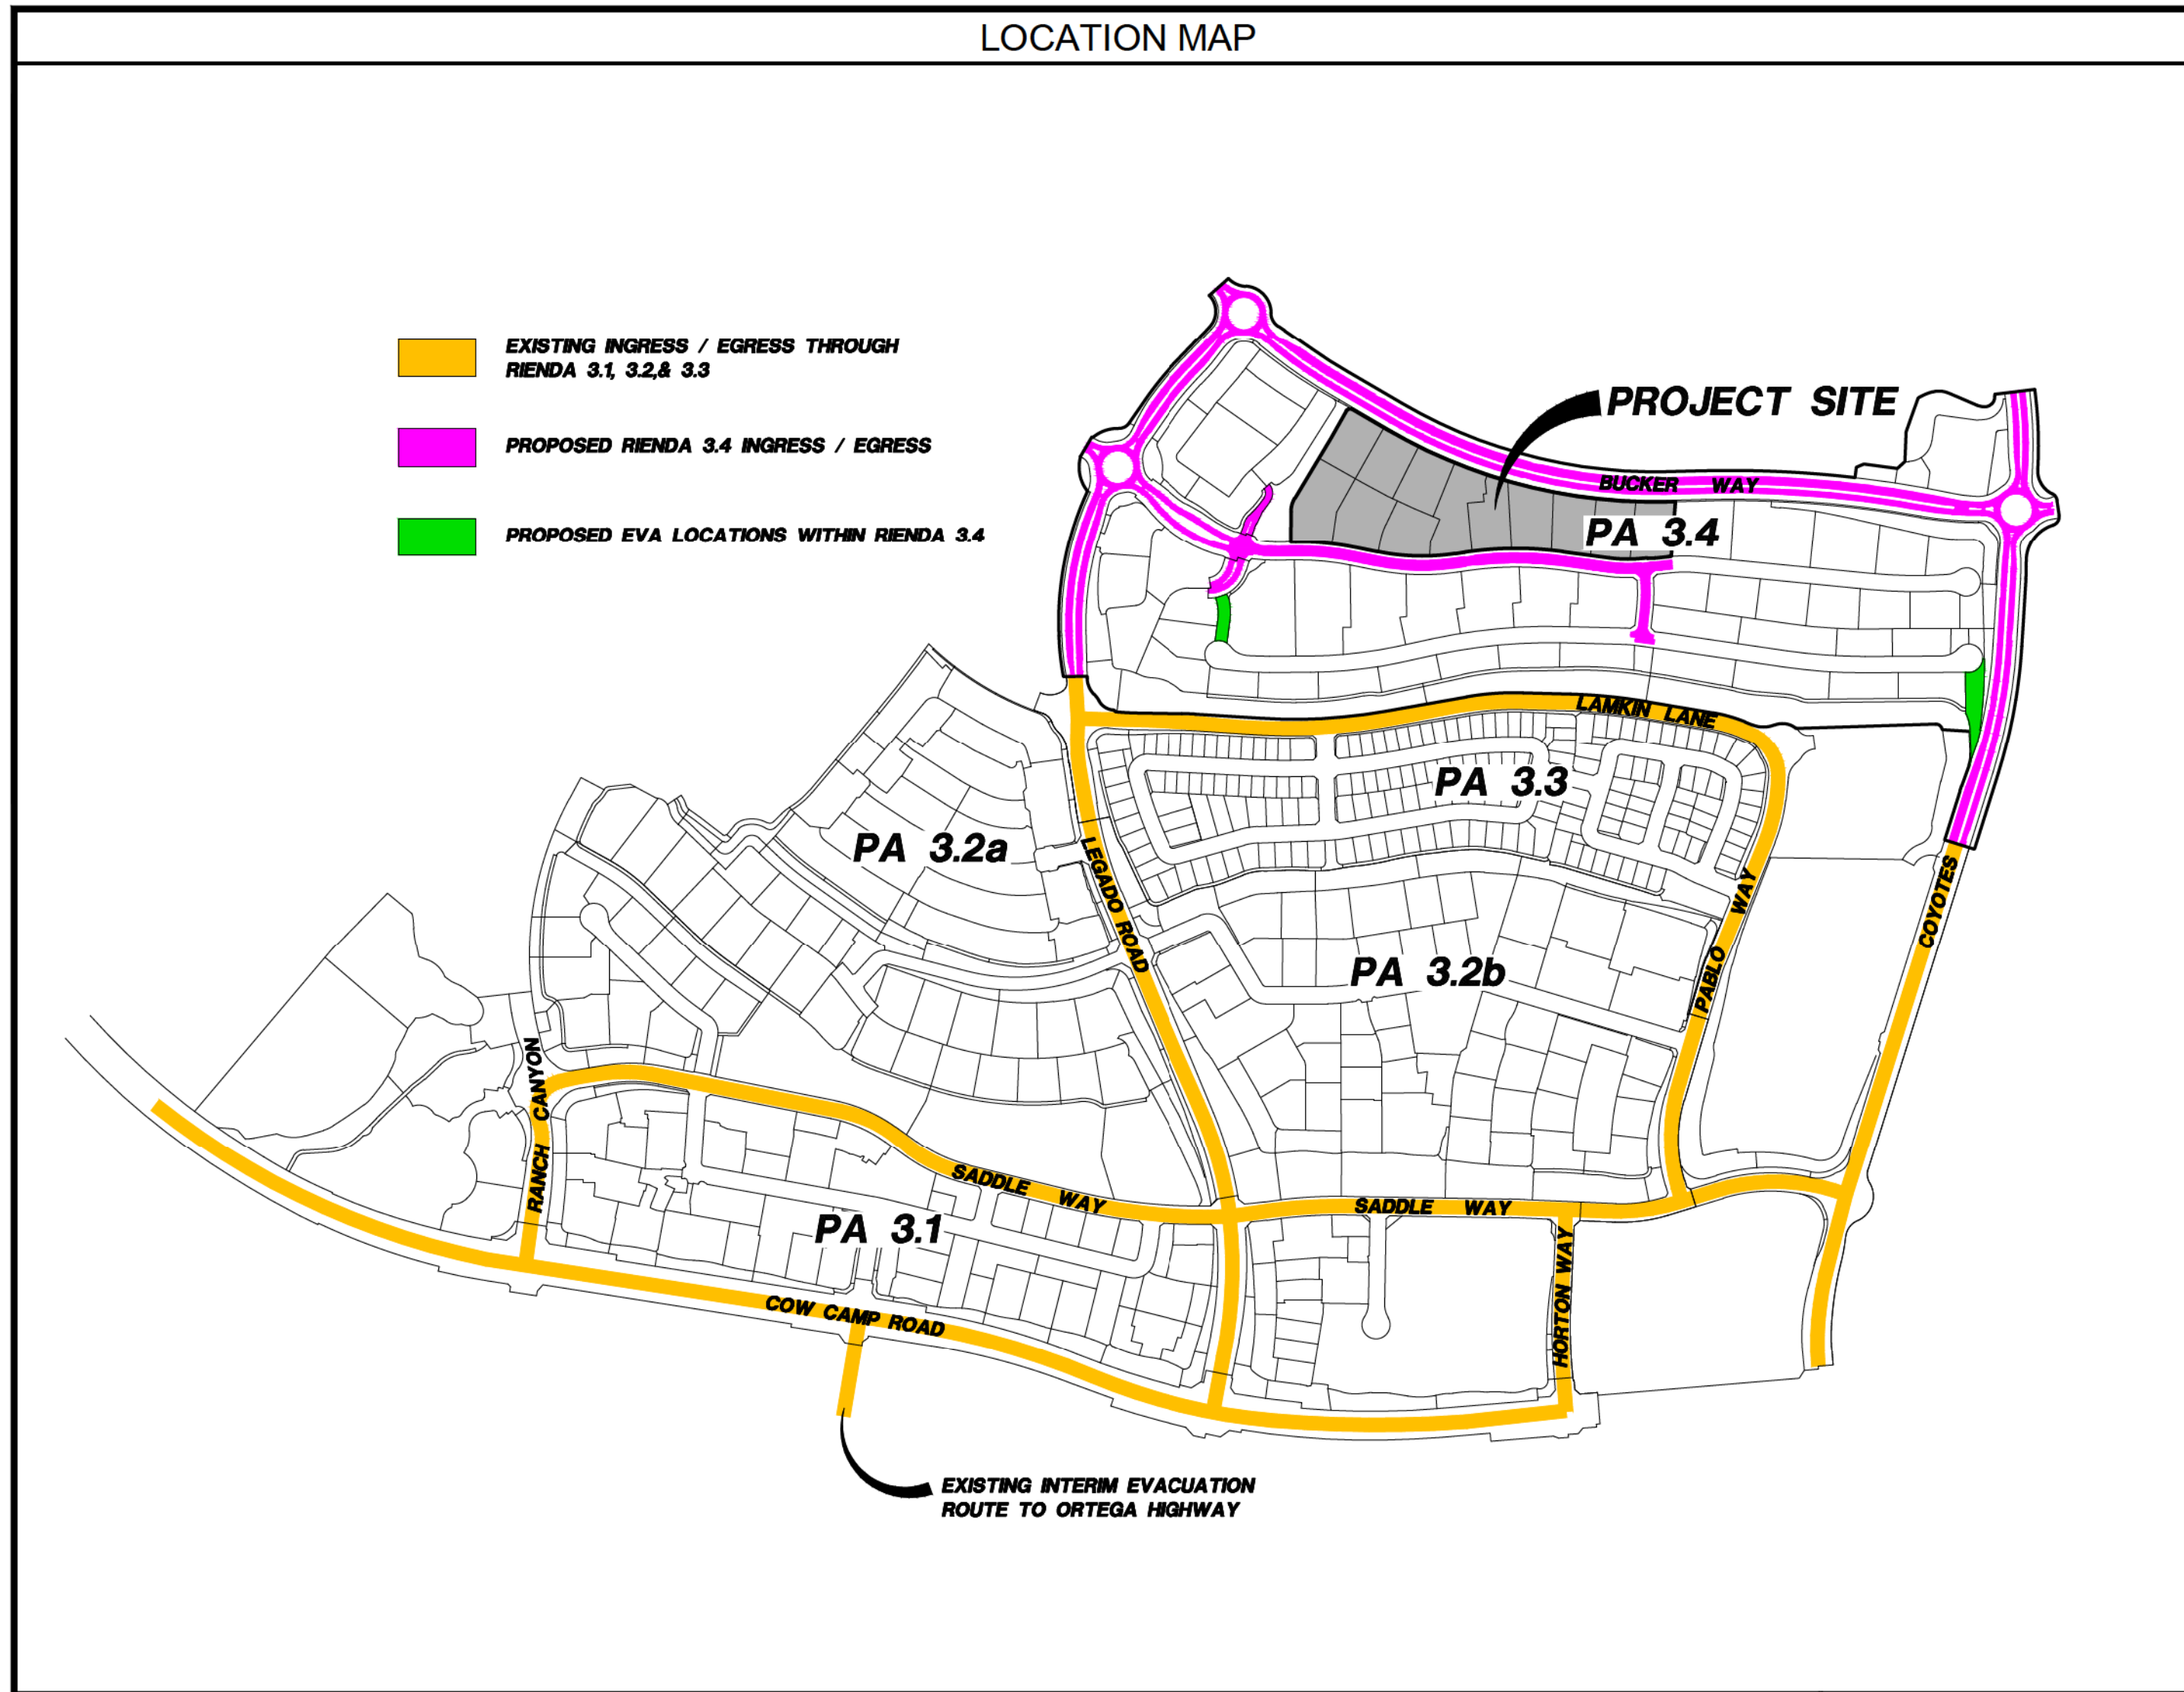 LOCATION MAP
EXISTING INGRESS / EGRESS THROUGH
RIENDA 3.1, 3.2,& 3.3
PROPOSED RIENDA 3.4 INGRESS / EGRESS
PROPOSED EVA LOCATIONS WITHIN RIENDA 3.4
PROJECT SITE
BUCKER WAY
PA 3.4
LAMKIN LANE
PA 3.3
PA 3.2a
LEGADO ROAD
PABLO WAY
COYOTES
PA 3.2b
RANCH CANYON
SADDLE WAY
SADDLE WAY
PA 3.1
HORTON WAY
COW CAMP ROAD
EXISTING INTERIM EVACUATION
ROUTE TO ORTEGA HIGHWAY